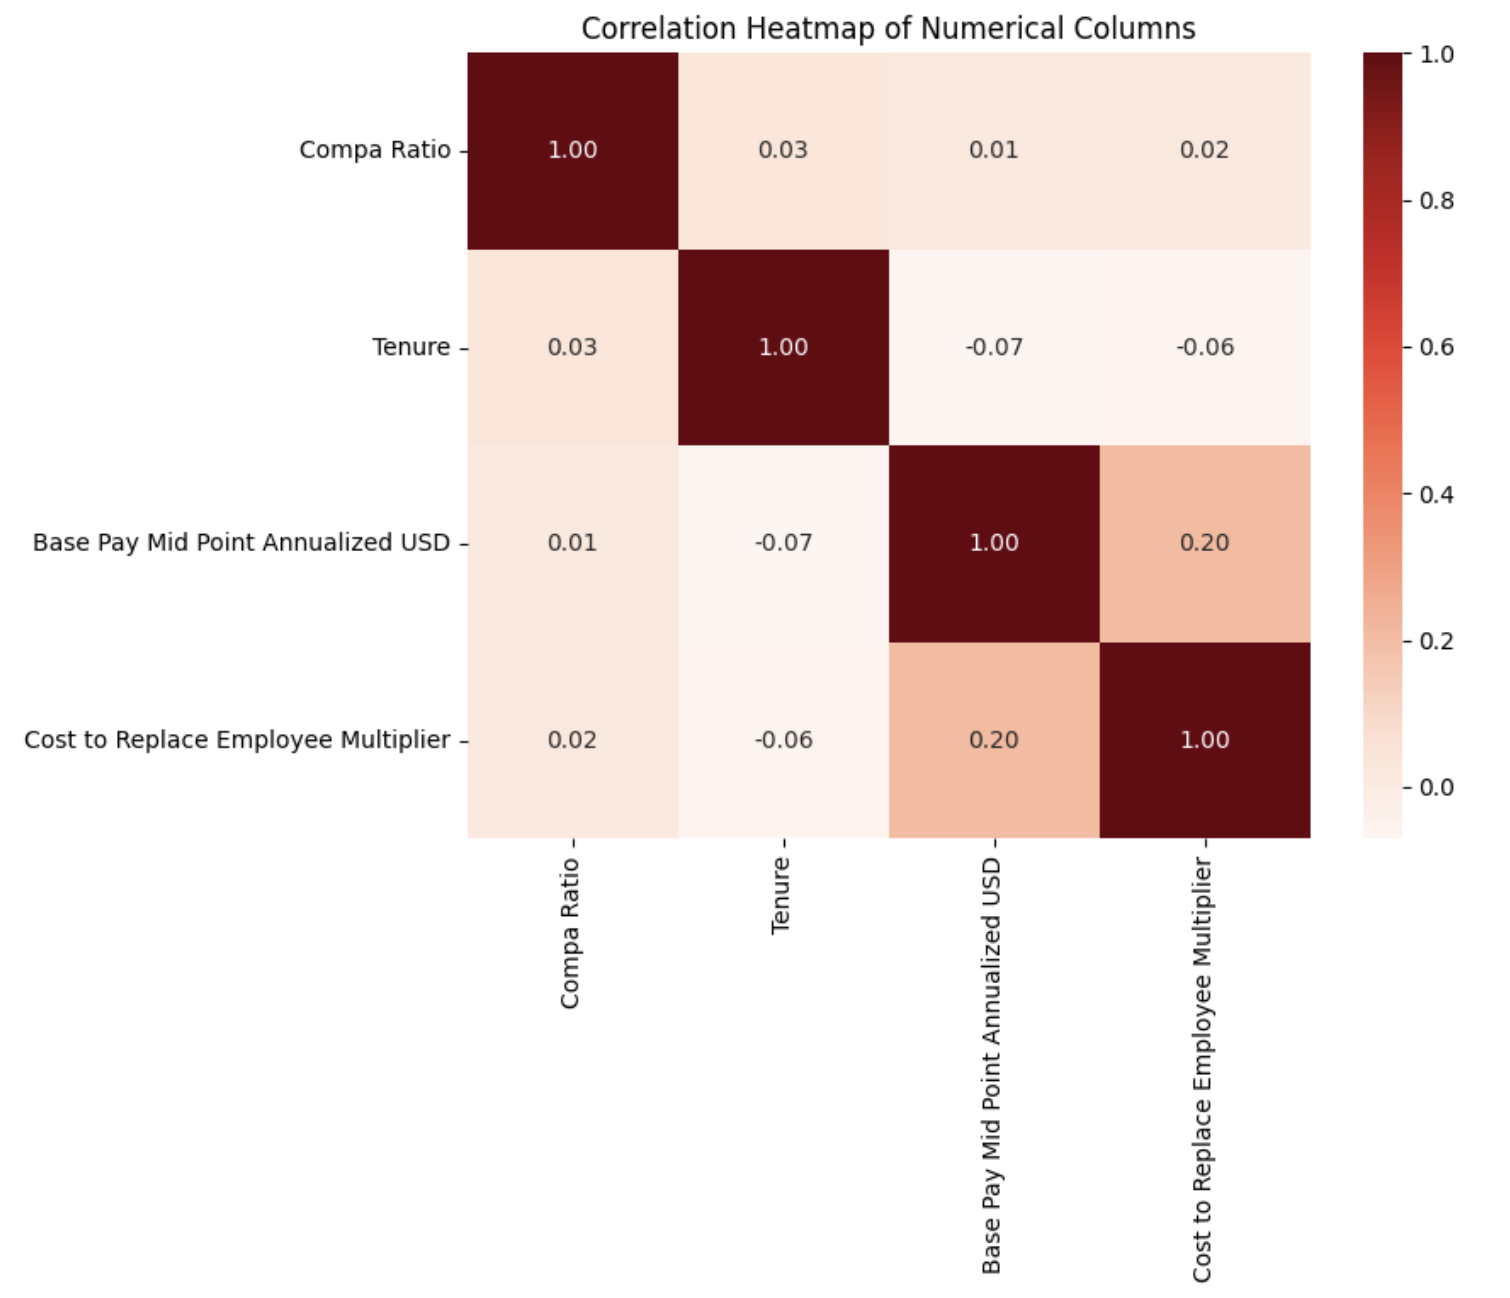 Correlation Heatmap of Numerical Columns
Compa Ratio
1.00
0.03
0.01
0.02
Tenure
0.03
1.00
-0.07
-0.06
Base Pay Mid Point Annualized USD
0.01
-0.07
1.00
0.20
Cost to Replace Employee Multiplier
0.02
-0.06
0.20
1.00
Compa Ratio
Tenure
Base Pay Mid Point Annualized USD
Cost to Replace Employee Multiplier
1.0
0.8
0.6
0.4
0.2
0.0